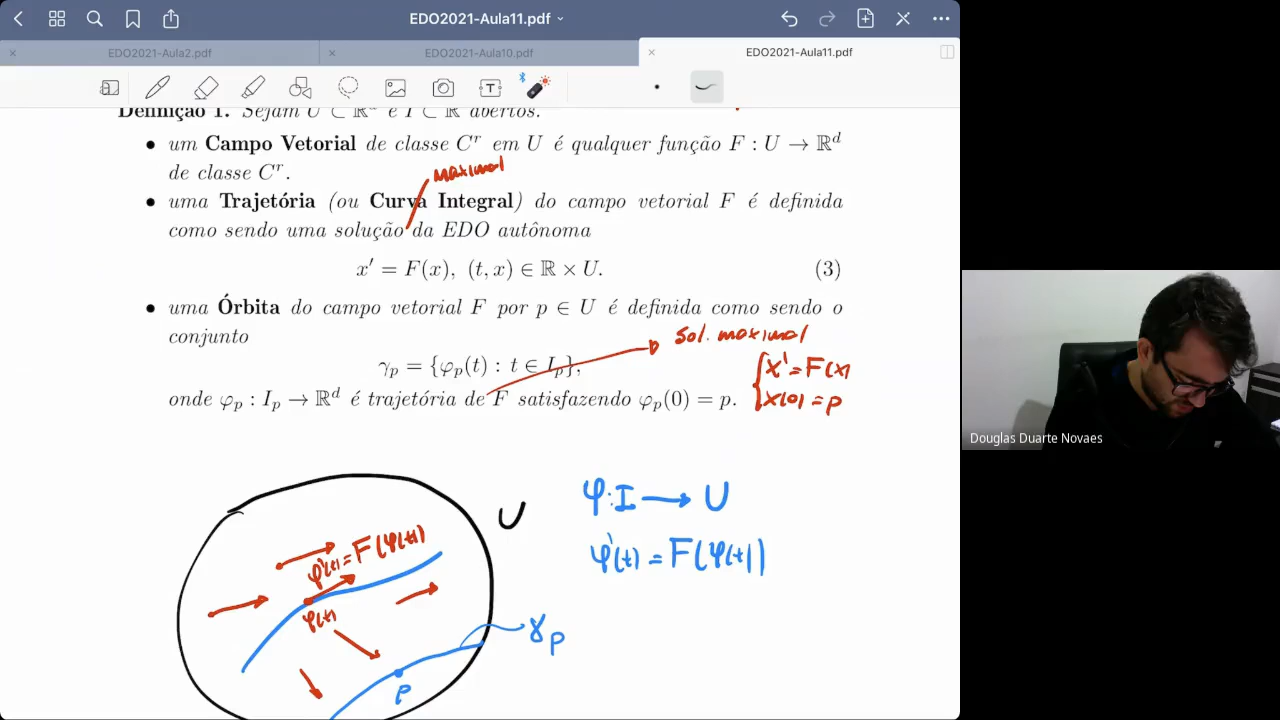 EDO2021-Aula11.pdf
EDO2021-Aula2.pdf
EDO2021-Aula10.pdf
EDO2021-Aula11.pdf
T
Definição 1. Sejam U ⊂ ℝᵈ e I ⊂ ℝ abertos.
• um Campo Vetorial de classe Cʳ em U é qualquer função F : U → ℝᵈ
de classe Cʳ.
maximal
• uma Trajetória (ou Curva Integral) do campo vetorial F é definida
como sendo uma solução da EDO autônoma
x′ = F(x), (t, x) ∈ ℝ × U. (3)
• uma Órbita do campo vetorial F por p ∈ U é definida como sendo o
conjunto
sol. maximal
γₚ = {φₚ(t) : t ∈ Iₚ},
x' = F(x)
onde φₚ : Iₚ → ℝᵈ é trajetória de F satisfazendo φₚ(0) = p.
x(0) = p
Douglas Duarte Novaes
φ: I → U
U
φ'(t) = F(φ(t))
φ'(t) = F(φ(t))
φ(t)
γp
p